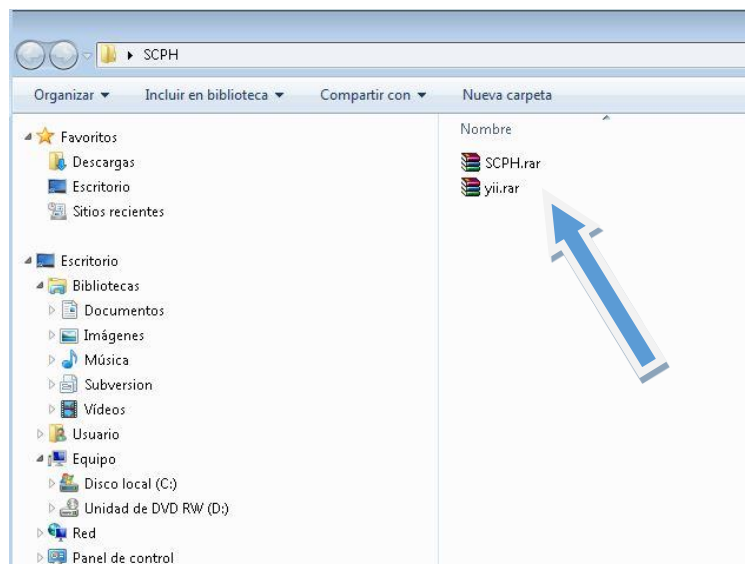 SCPH
Organizar
Incluir en biblioteca
Compartir con
Nueva carpeta
Favoritos
Descargas
Escritorio
Sitios recientes
Escritorio
Bibliotecas
Documentos
Imágenes
Música
Subversion
Vídeos
Usuario
Equipo
Disco local (C:)
Unidad de DVD RW (D:)
Red
Panel de control
Nombre
SCPH.rar
yii.rar